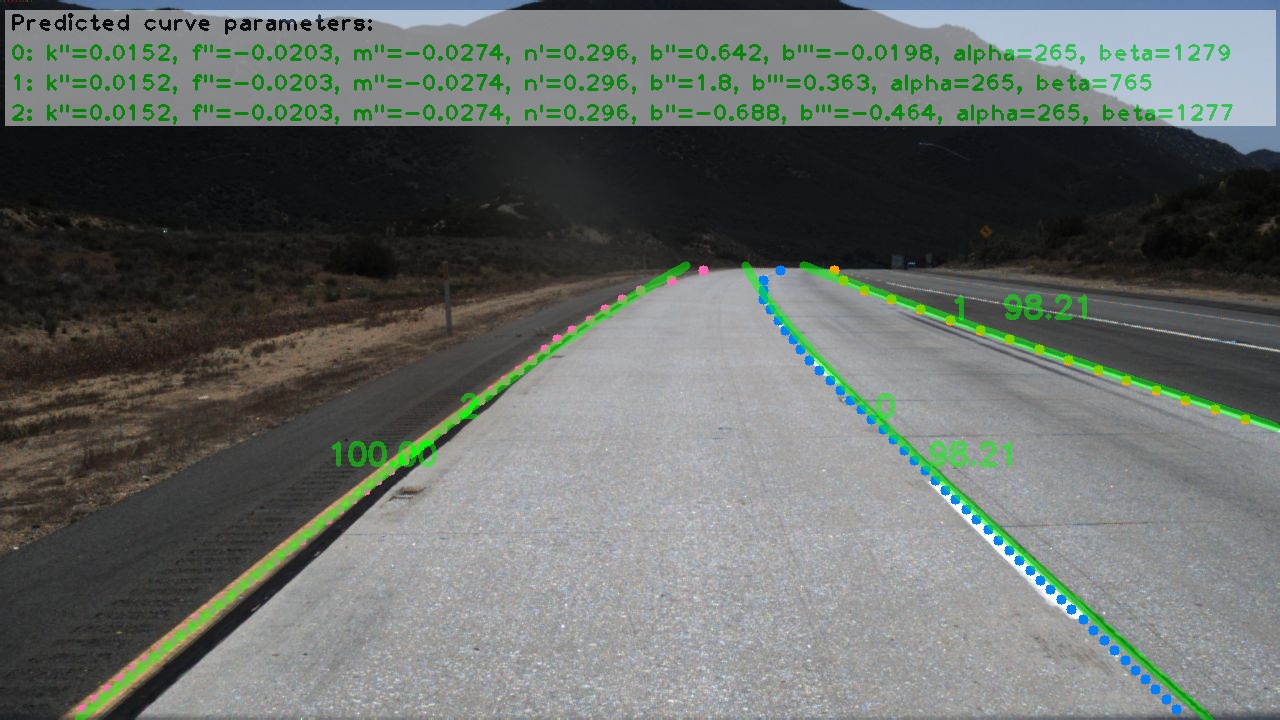 Predicted curve parameters:
0: k''=0.0152, f''=-0.0203, m''=-0.0274, n'=0.296, b''=0.642, b'''=-0.0198, alpha=265, beta=1279
1: k''=0.0152, f''=-0.0203, m''=-0.0274, n'=0.296, b''=1.8, b'''=0.363, alpha=265, beta=765
2: k''=0.0152, f''=-0.0203, m''=-0.0274, n'=0.296, b''=-0.688, b'''=-0.464, alpha=265, beta=1277
1 98.21
2
0
100.00
98.21